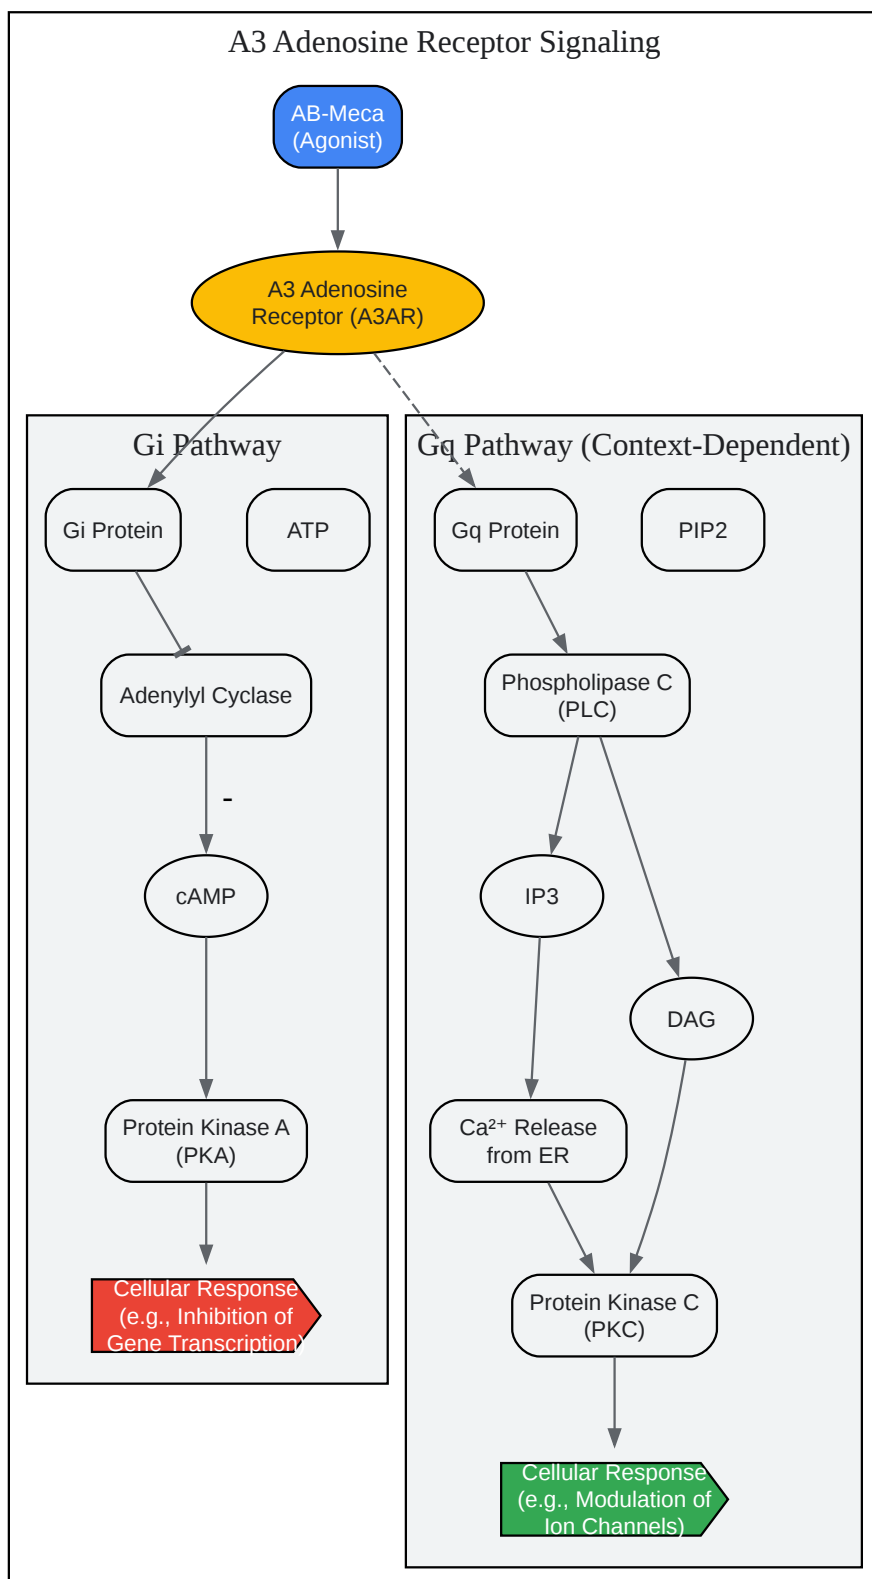 A3 Adenosine Receptor Signaling
AB-Meca
(Agonist)
A3 Adenosine
Receptor (A3AR)
Gi Pathway
Gi Protein
ATP
Adenylyl Cyclase
-
cAMP
Protein Kinase A
(PKA)
Cellular Response
(e.g., Inhibition of
Gene Transcription)
Gq Pathway (Context-Dependent)
Gq Protein
PIP2
Phospholipase C
(PLC)
IP3
DAG
Ca²⁺ Release
from ER
Protein Kinase C
(PKC)
Cellular Response
(e.g., Modulation of
Ion Channels)